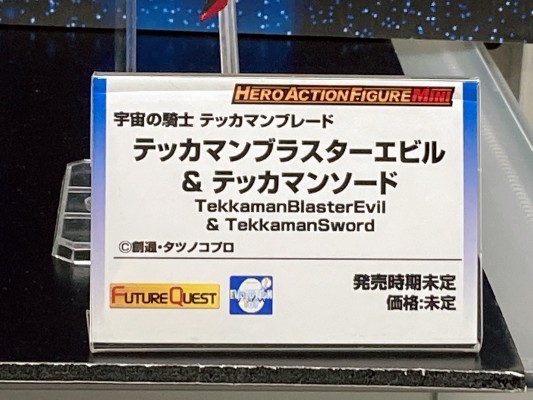 HERO ACTION FIGURE MINI
宇宙の騎士 テッカマンブレード
テッカマンブラスターエビル
& テッカマンソード
TekkamanBlasterEvil
& TekkamanSword
©創通・タツノコプロ
FUTURE QUEST
EVOLUTION
発売時期未定
価格:未定